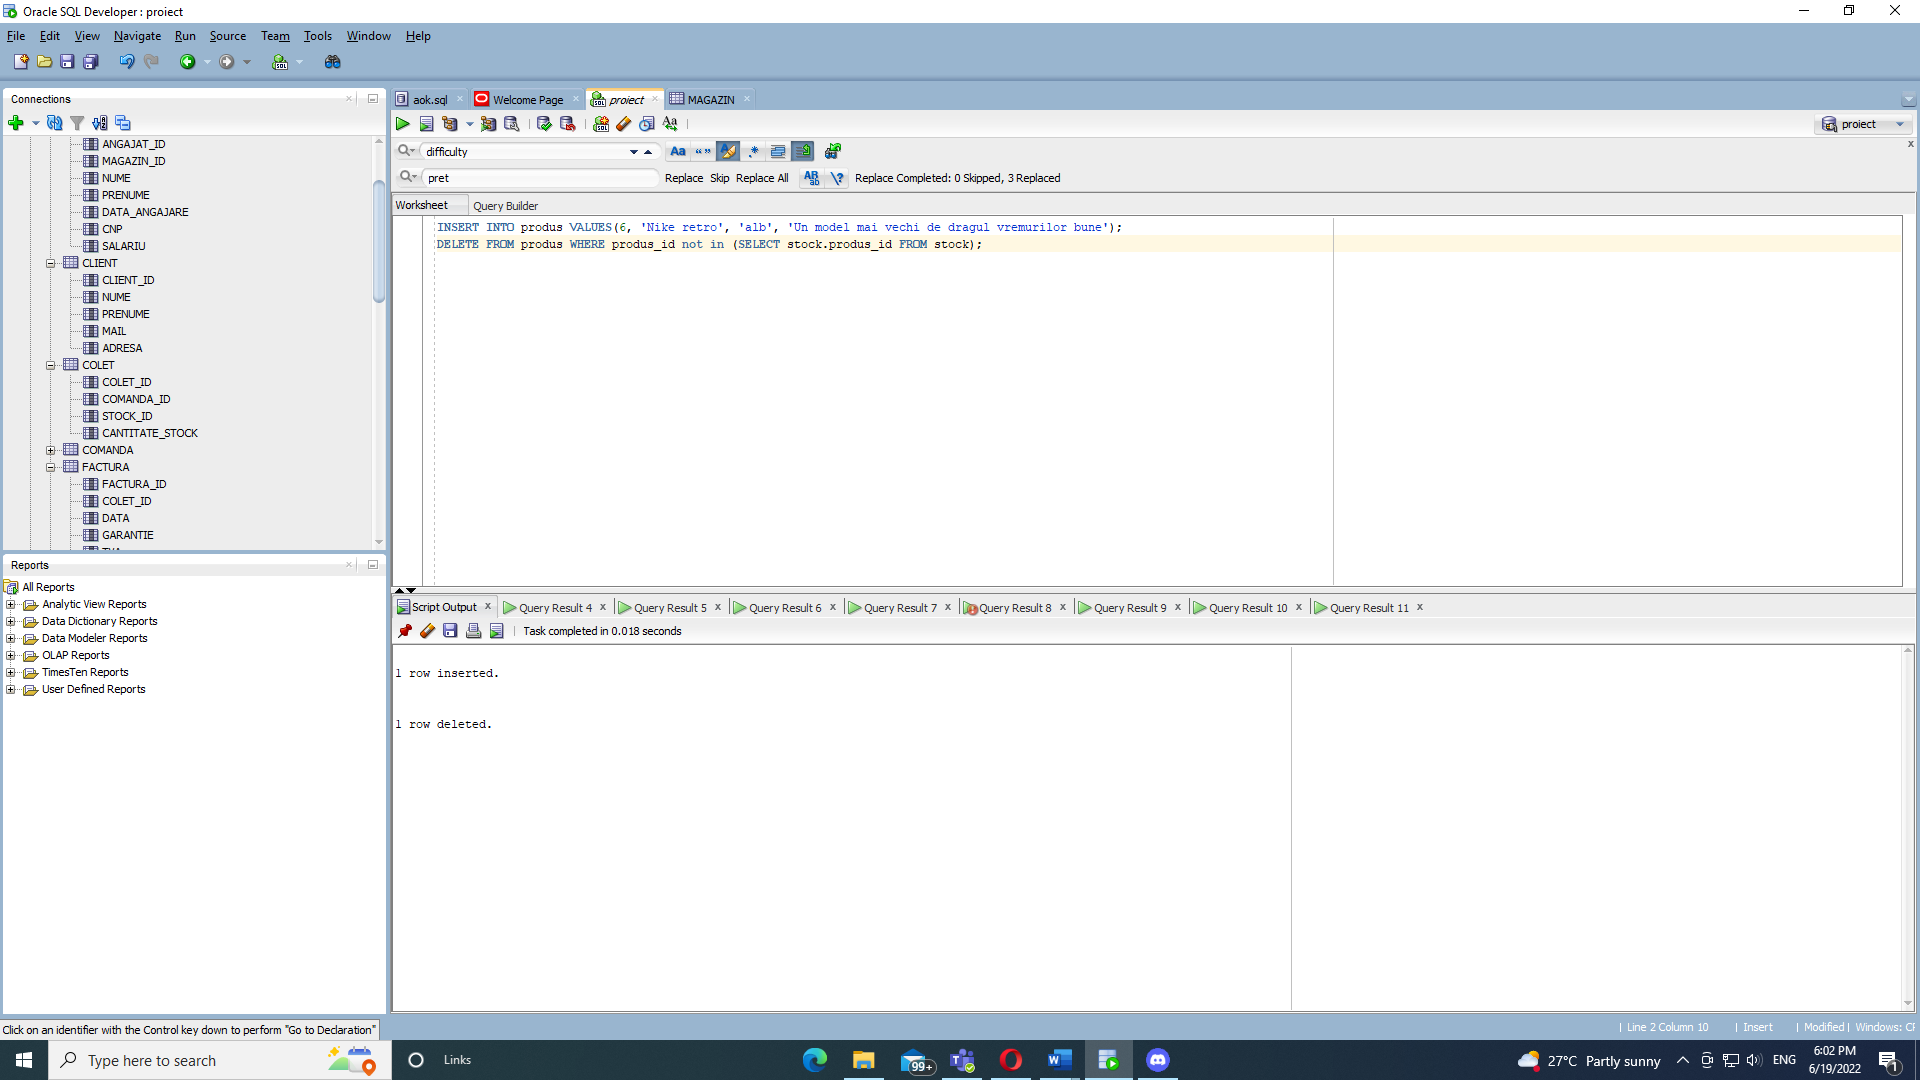 Oracle SQL Developer : proiect
File Edit View Navigate Run Source Team Tools Window Help
Connections
ANGAJAT_ID
MAGAZIN_ID
NUME
PRENUME
DATA_ANGAJARE
CNP
SALARIU
CLIENT
CLIENT_ID
NUME
PRENUME
MAIL
ADRESA
COLET
COLET_ID
COMANDA_ID
STOCK_ID
CANTITATE_STOCK
COMANDA
FACTURA
FACTURA_ID
COLET_ID
DATA
GARANTIE
Reports
All Reports
Analytic View Reports
Data Dictionary Reports
Data Modeler Reports
OLAP Reports
TimesTen Reports
User Defined Reports
aok.sql Welcome Page proiect MAGAZIN
proiect
difficulty
pret Replace Skip Replace All Replace Completed: 0 Skipped, 3 Replaced
Worksheet Query Builder
INSERT INTO produs VALUES(6, 'Nike retro', 'alb', 'Un model mai vechi de dragul vremurilor bune');
DELETE FROM produs WHERE produs_id not in (SELECT stock.produs_id FROM stock);
Script Output Query Result 4 Query Result 5 Query Result 6 Query Result 7 Query Result 8 Query Result 9 Query Result 10 Query Result 11
Task completed in 0.018 seconds
1 row inserted.
1 row deleted.
Click on an identifier with the Control key down to perform "Go to Declaration"
Line 2 Column 10 Insert Modified Windows: CF
Type here to search
Links
99+
27°C Partly sunny
ENG
6:02 PM
6/19/2022
1